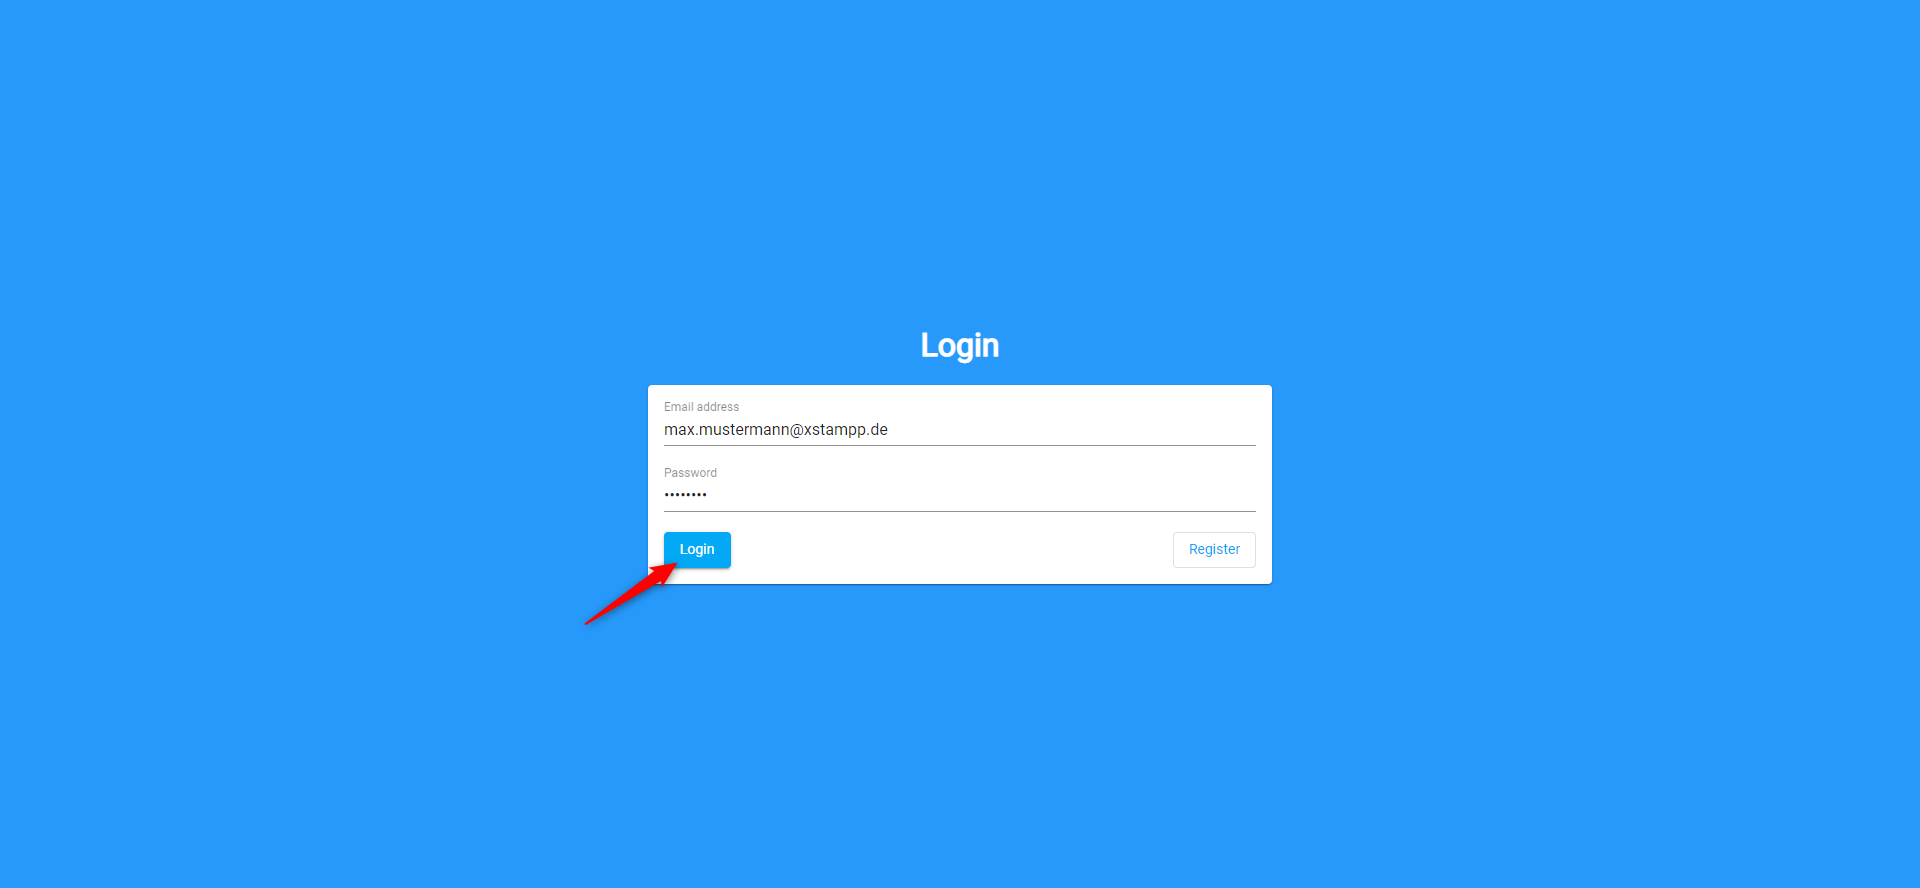 Login
Email address
max.mustermann@xstampp.de
Password
••••••••
Login Register